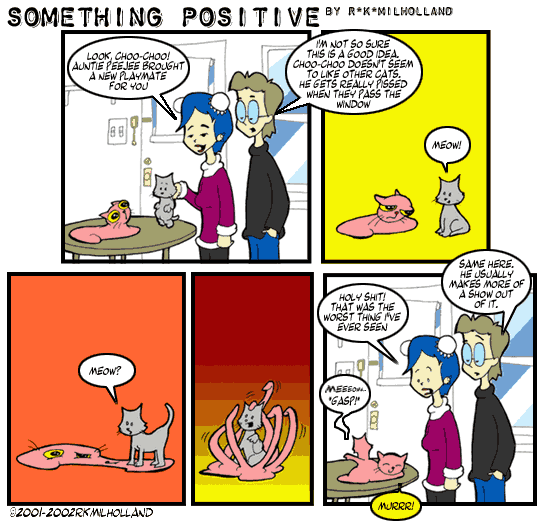 SOMETHING POSITIVE BY R*K*MILHOLLAND
LOOK, CHOO-CHOO!
AUNTIE PEEJEE BROUGHT
A NEW PLAYMATE
FOR YOU
I'M NOT SO SURE
THIS IS A GOOD IDEA.
CHOO-CHOO DOESN'T SEEM
TO LIKE OTHER CATS.
HE GETS REALLY PISSED
WHEN THEY PASS THE
WINDOW
MEOW!
MEOW?
HOLY SHIT!
THAT WAS THE
WORST THING I'VE
EVER SEEN
SAME HERE.
HE USUALLY
MAKES MORE OF
A SHOW OUT
OF IT.
MEEEOW..
*GASP!*
MURRR!
©2001-2002RKMILHOLLAND